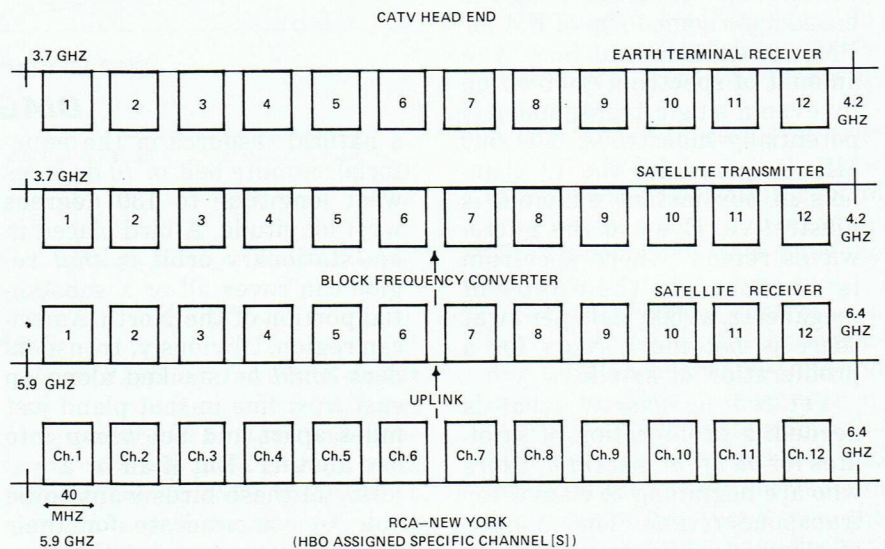 CATV HEAD END
3.7 GHZ
EARTH TERMINAL RECEIVER
1 2 3 4 5 6 7 8 9 10 11 12
4.2
GHZ
3.7 GHZ
SATELLITE TRANSMITTER
1 2 3 4 5 6 7 8 9 10 11 12
4.2
GHZ
BLOCK FREQUENCY CONVERTER
SATELLITE RECEIVER
1 2 3 4 5 6 7 8 9 10 11 12
6.4
GHZ
5.9 GHZ
UPLINK
Ch.1 Ch.2 Ch.3 Ch.4 Ch.5 Ch.6 Ch.7 Ch.8 Ch.9 Ch.10 Ch.11 Ch.12
6.4
GHZ
40
MHZ
5.9 GHZ
RCA—NEW YORK
(HBO ASSIGNED SPECIFIC CHANNEL[S])